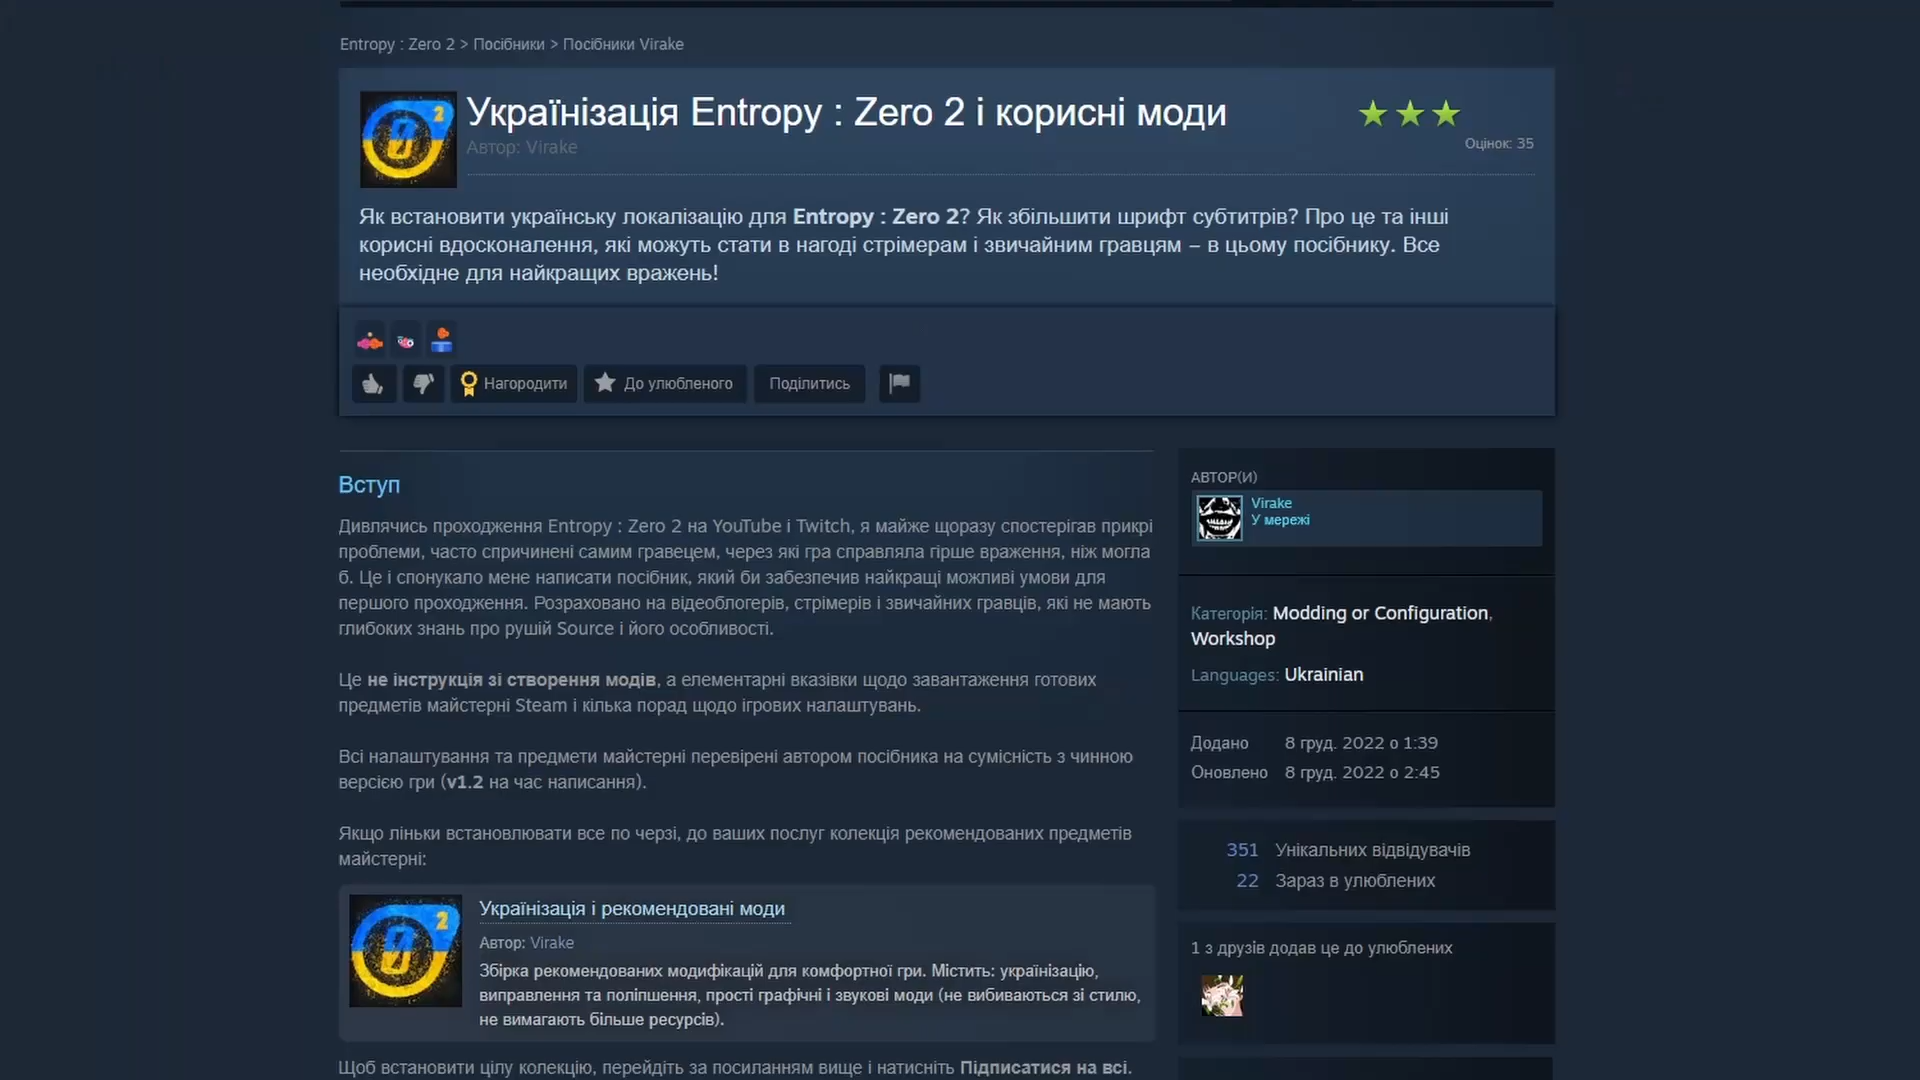 Entropy : Zero 2 > Посібники > Посібники Virake
Українізація Entropy : Zero 2 і корисні моди
Автор: Virake
Оцінок: 35
Як встановити українську локалізацію для Entropy : Zero 2? Як збільшити шрифт субтитрів? Про це та інші
корисні вдосконалення, які можуть стати в нагоді стрімерам і звичайним гравцям – в цьому посібнику. Все
необхідне для найкращих вражень!
Нагородити
До улюбленого
Поділитись
Вступ
Дивлячись проходження Entropy : Zero 2 на YouTube і Twitch, я майже щоразу спостерігав прикрі
проблеми, часто спричинені самим гравецем, через які гра справляла гірше враження, ніж могла
б. Це і спонукало мене написати посібник, який би забезпечив найкращі можливі умови для
першого проходження. Розраховано на відеоблогерів, стрімерів і звичайних гравців, які не мають
глибоких знань про рушій Source і його особливості.
Це не інструкція зі створення модів, а елементарні вказівки щодо завантаження готових
предметів майстерні Steam і кілька порад щодо ігрових налаштувань.
Всі налаштування та предмети майстерні перевірені автором посібника на сумісність з чинною
версією гри (v1.2 на час написання).
Якщо ліньки встановлювати все по черзі, до ваших послуг колекція рекомендованих предметів
майстерні:
Українізація і рекомендовані моди
Автор: Virake
Збірка рекомендованих модифікацій для комфортної гри. Містить: українізацію,
виправлення та поліпшення, прості графічні і звукові моди (не вибиваються зі стилю,
не вимагають більше ресурсів).
Щоб встановити цілу колекцію, перейдіть за посиланням вище і натисніть Підписатися на всі.
АВТОР(И)
Virake
У мережі
Категорія: Modding or Configuration,
Workshop
Languages: Ukrainian
Додано 8 груд. 2022 о 1:39
Оновлено 8 груд. 2022 о 2:45
351 Унікальних відвідувачів
22 Зараз в улюблених
1 з друзів додав це до улюблених